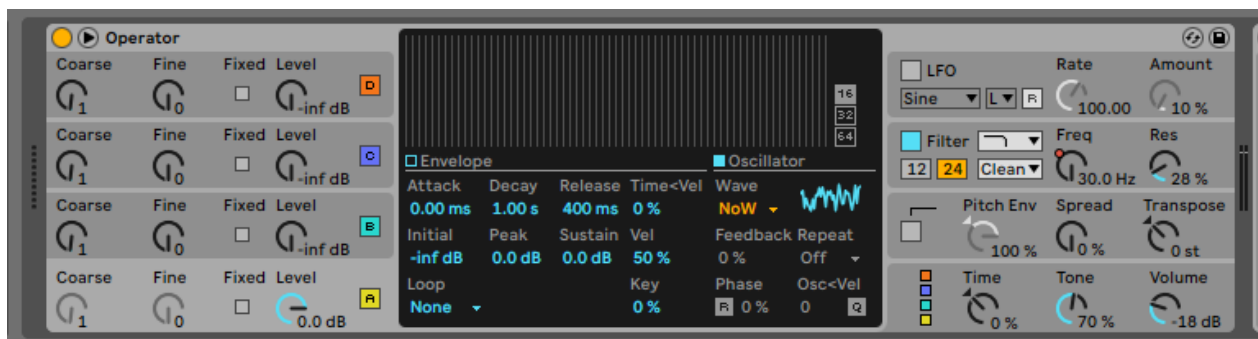 Operator
Coarse Fine Fixed Level
1 0 -inf dB D
Coarse Fine Fixed Level
1 0 -inf dB C
Coarse Fine Fixed Level
1 0 -inf dB B
Coarse Fine Fixed Level
1 0 0.0 dB A
16
32
64
Envelope Oscillator
Attack Decay Release Time<Vel Wave
0.00 ms 1.00 s 400 ms 0 % NoW
Initial Peak Sustain Vel Feedback Repeat
-inf dB 0.0 dB 0.0 dB 50 % 0 % Off
Loop Key Phase Osc<Vel
None 0 % R 0 % 0 Q
LFO Rate Amount
Sine L R 100.00 10 %
Filter Freq Res
12 24 Clean 30.0 Hz 28 %
Pitch Env Spread Transpose
100 % 0 % 0 st
Time Tone Volume
0 % 70 % -18 dB